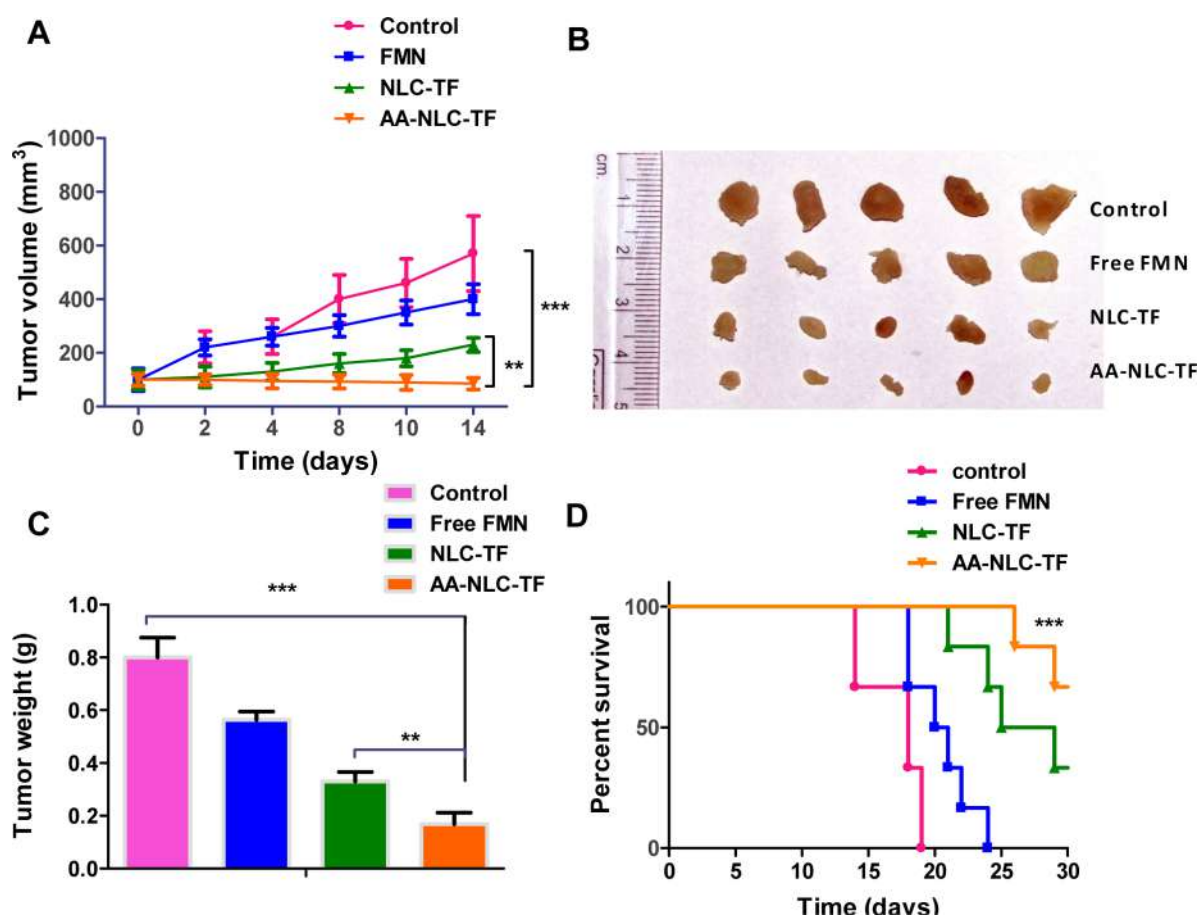 A
Control
FMN
NLC-TF
AA-NLC-TF
Tumor volume (mm³)
1000
800
600
400
200
0
0 2 4 8 10 14
Time (days)
***
**
B
cm.
1
2
3
4
5
Control
Free FMN
NLC-TF
AA-NLC-TF
C
Control
Free FMN
NLC-TF
AA-NLC-TF
Tumor weight (g)
1.0
0.8
0.6
0.4
0.2
0.0
***
**
D
control
Free FMN
NLC-TF
AA-NLC-TF
Percent survival
100
50
0
0 5 10 15 20 25 30
Time (days)
***